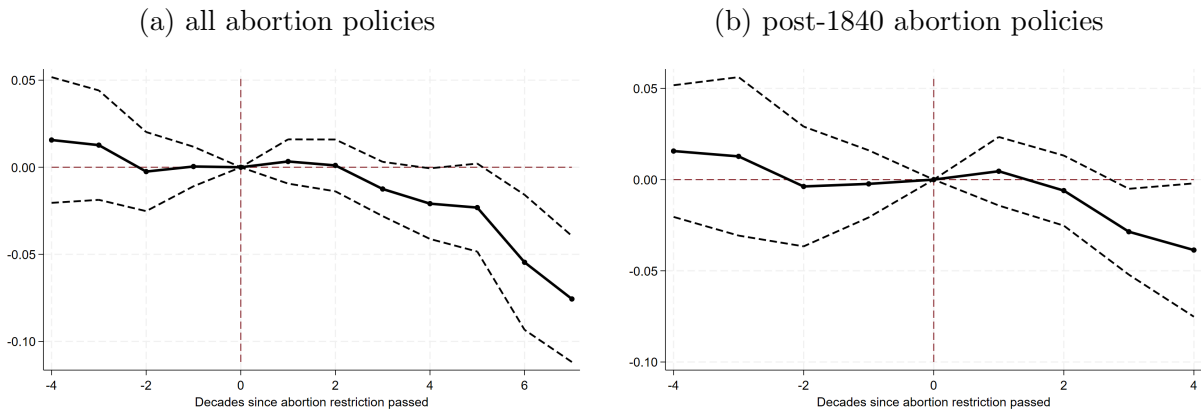 (a) all abortion policies
0.05
0.00
-0.05
-0.10
-4 -2 0 2 4 6
Decades since abortion restriction passed
(b) post-1840 abortion policies
0.05
0.00
-0.05
-0.10
-4 -2 0 2 4
Decades since abortion restriction passed